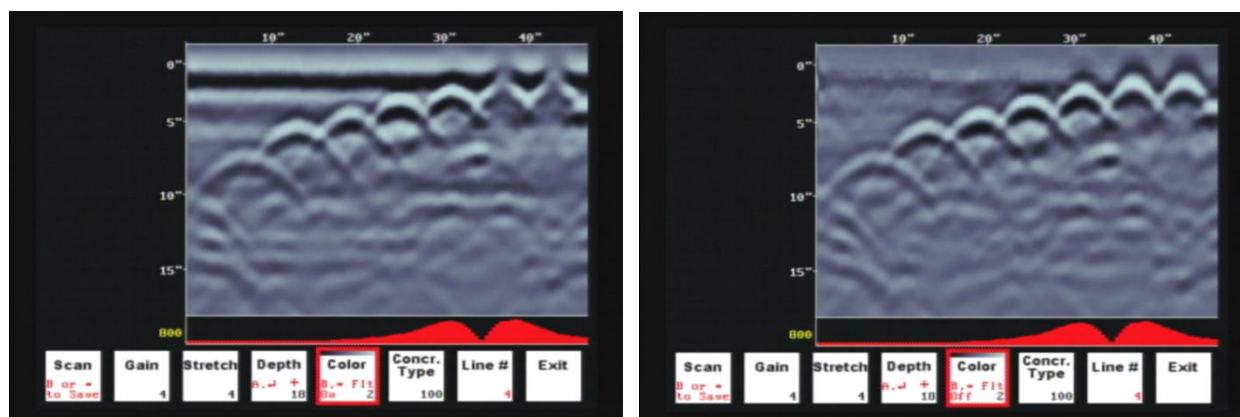 10" 20" 30" 40"
0"
5"
10"
15"
800
Scan
B or =
to Save
Gain
4
Stretch
4
Depth
A.↵ +
18
Color
B.= Flt
On 2
Concr.
Type
100
Line #
4
Exit
10" 20" 30" 40"
0"
5"
10"
15"
800
Scan
B or =
to Save
Gain
4
Stretch
4
Depth
A.↵ +
18
Color
B.= Flt
Off 2
Concr.
Type
100
Line #
4
Exit